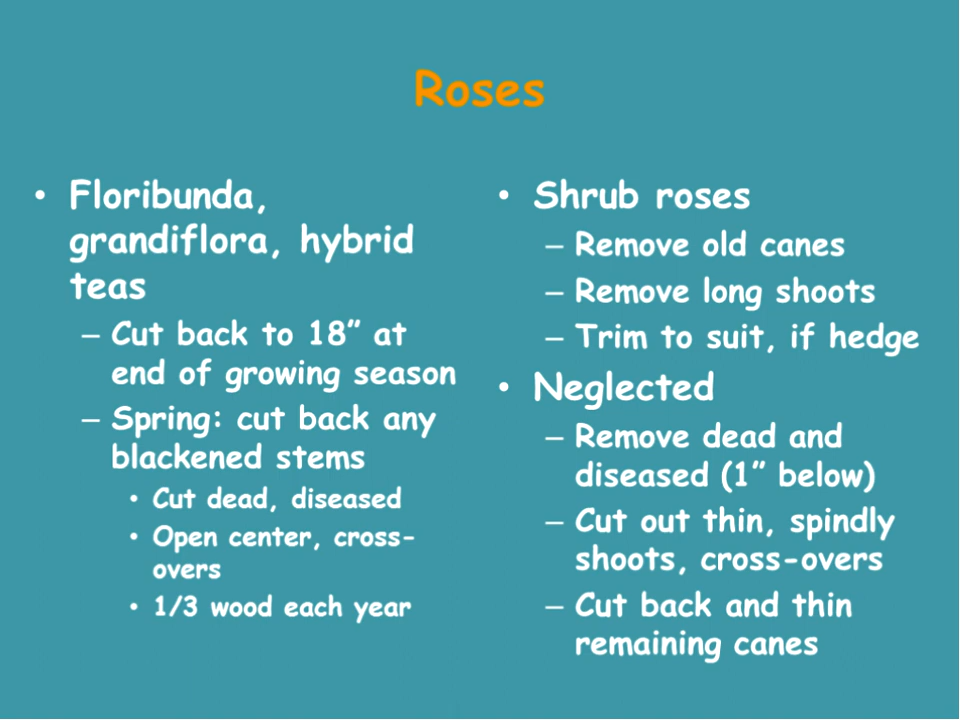 Roses
• Floribunda,
grandiflora, hybrid
teas
– Cut back to 18” at
end of growing season
– Spring: cut back any
blackened stems
• Cut dead, diseased
• Open center, cross-
overs
• 1/3 wood each year
• Shrub roses
– Remove old canes
– Remove long shoots
– Trim to suit, if hedge
• Neglected
– Remove dead and
diseased (1” below)
– Cut out thin, spindly
shoots, cross-overs
– Cut back and thin
remaining canes